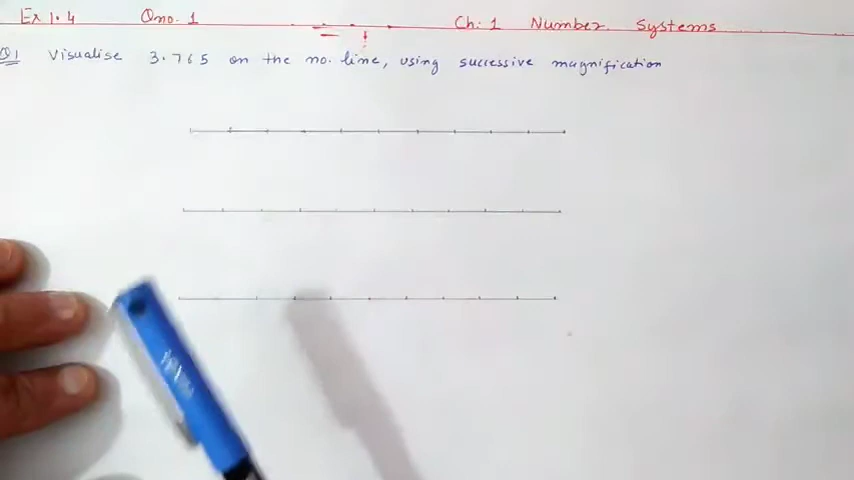 Ex 1.4 Qno. 1 Ch: 1 Number Systems
Q1 Visualise 3.765 on the no. line, using successive magnification